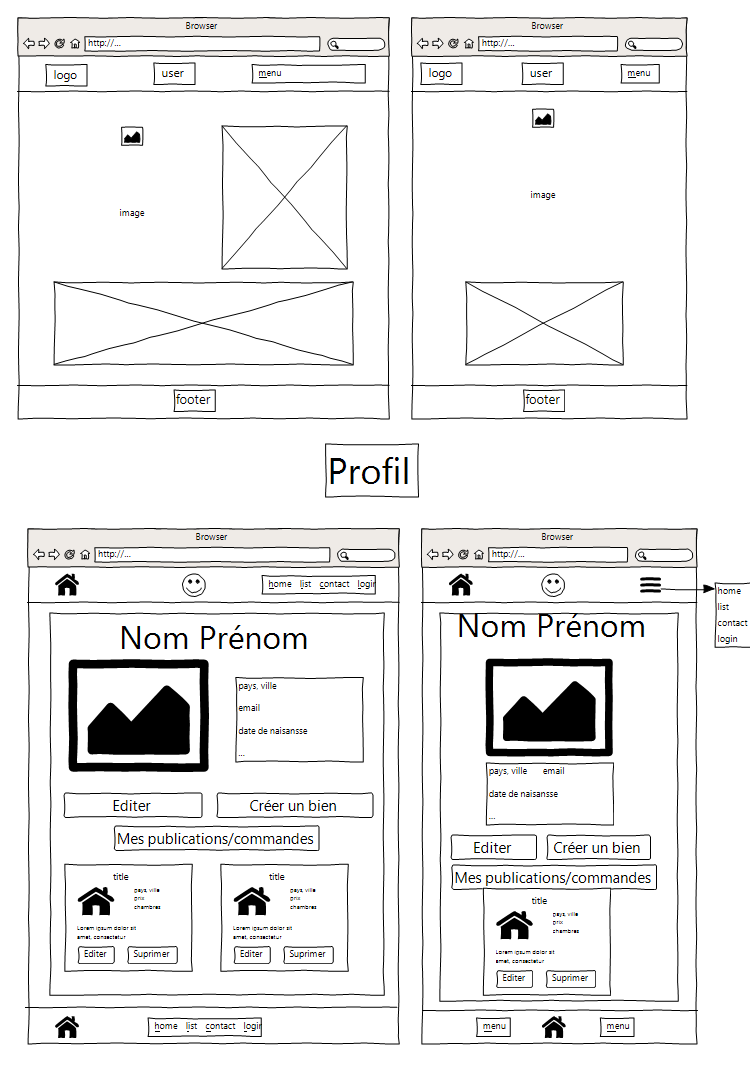 Browser
http://...
logo
user
menu
image
footer
Browser
http://...
logo
user
menu
image
footer
Profil
Browser
http://...
home list contact login
Nom Prénom
pays, ville
email
date de naisansse
...
Editer
Créer un bien
Mes publications/commandes
title
pays, ville
prix
chambres
Lorem ipsum dolor sit
amet, consectetur
Editer
Suprimer
title
pays, ville
prix
chambres
Lorem ipsum dolor sit
amet, consectetur
Editer
Suprimer
home list contact login
Browser
http://...
home
list
contact
login
Nom Prénom
pays, ville email
date de naisansse
...
Editer
Créer un bien
Mes publications/commandes
title
pays, ville
prix
chambres
Lorem ipsum dolor sit
amet, consectetur
Editer
Suprimer
menu
menu